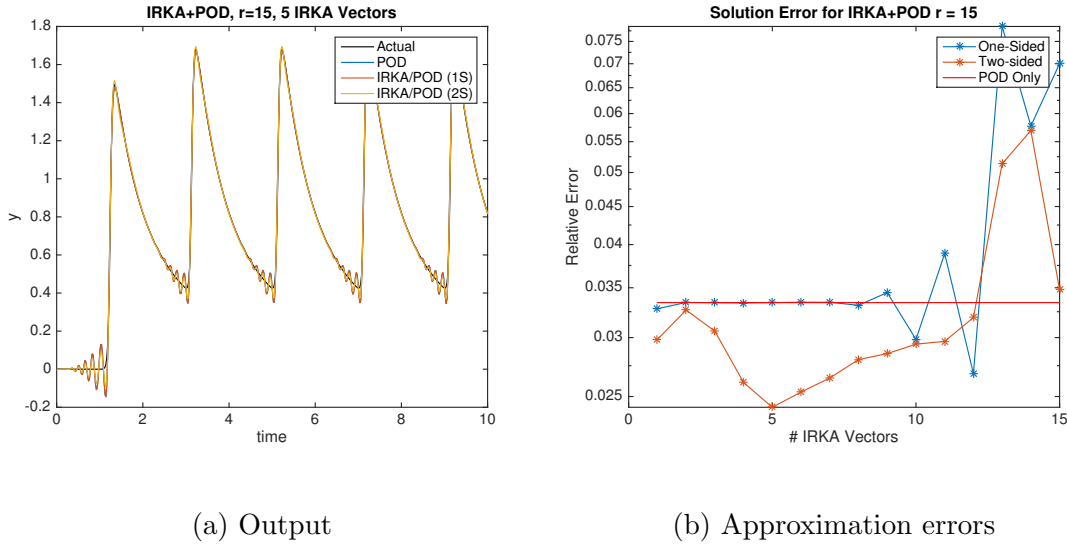 IRKA+POD, r=15, 5 IRKA Vectors
1.8
1.6
1.4
1.2
1
0.8
0.6
0.4
0.2
0
-0.2
y
0
2
4
6
8
10
time
Actual
POD
IRKA/POD (1S)
IRKA/POD (2S)
(a) Output
Solution Error for IRKA+POD r = 15
0.075
0.07
0.065
0.06
0.055
0.05
0.045
0.04
0.035
0.03
0.025
Relative Error
0
5
10
15
# IRKA Vectors
One-Sided
Two-sided
POD Only
(b) Approximation errors